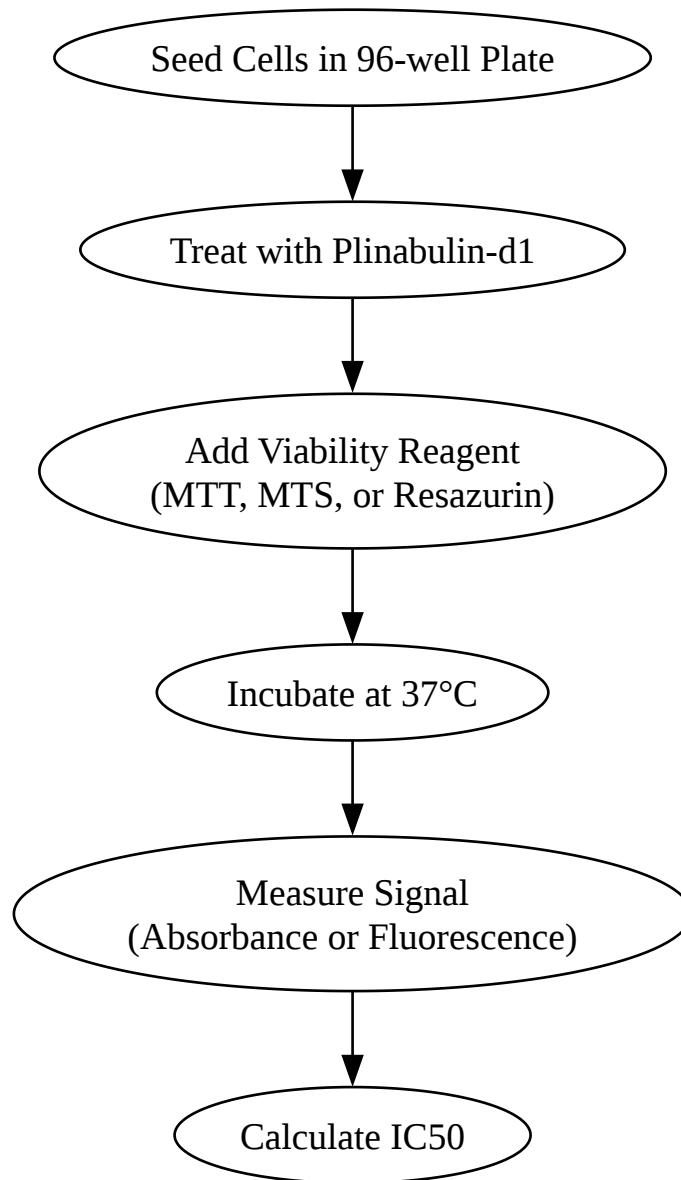 Seed Cells in 96-well Plate
Treat with Plinabulin-d1
Add Viability Reagent
(MTT, MTS, or Resazurin)
Incubate at 37°C
Measure Signal
(Absorbance or Fluorescence)
Calculate IC50